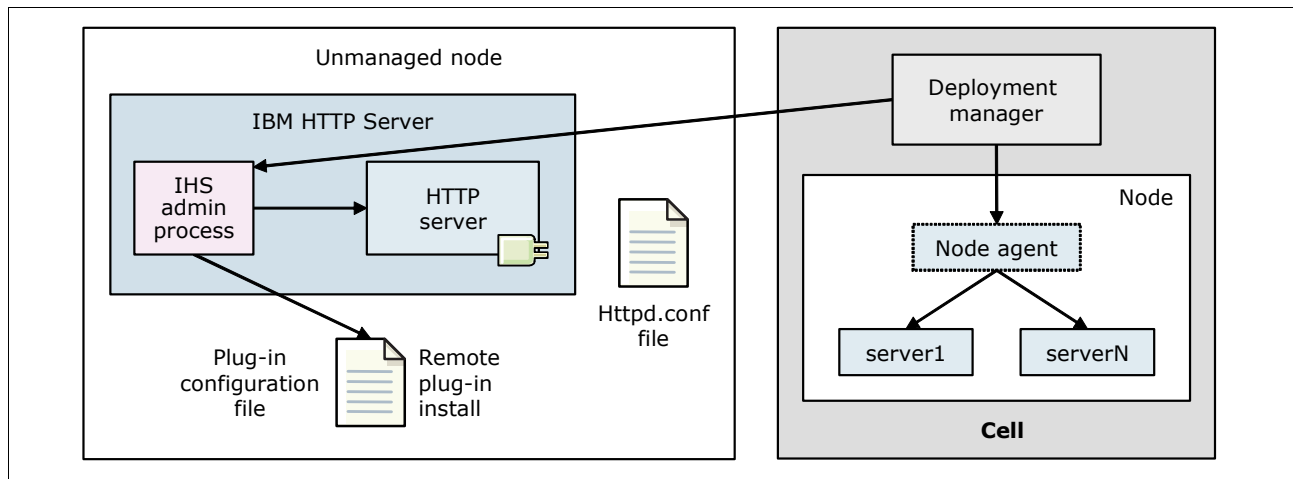 Unmanaged node
IBM HTTP Server
IHS
admin
process
HTTP
server
Httpd.conf
file
Plug-in
configuration
file
Remote
plug-in
install
Deployment
manager
Node
Node agent
server1
serverN
Cell